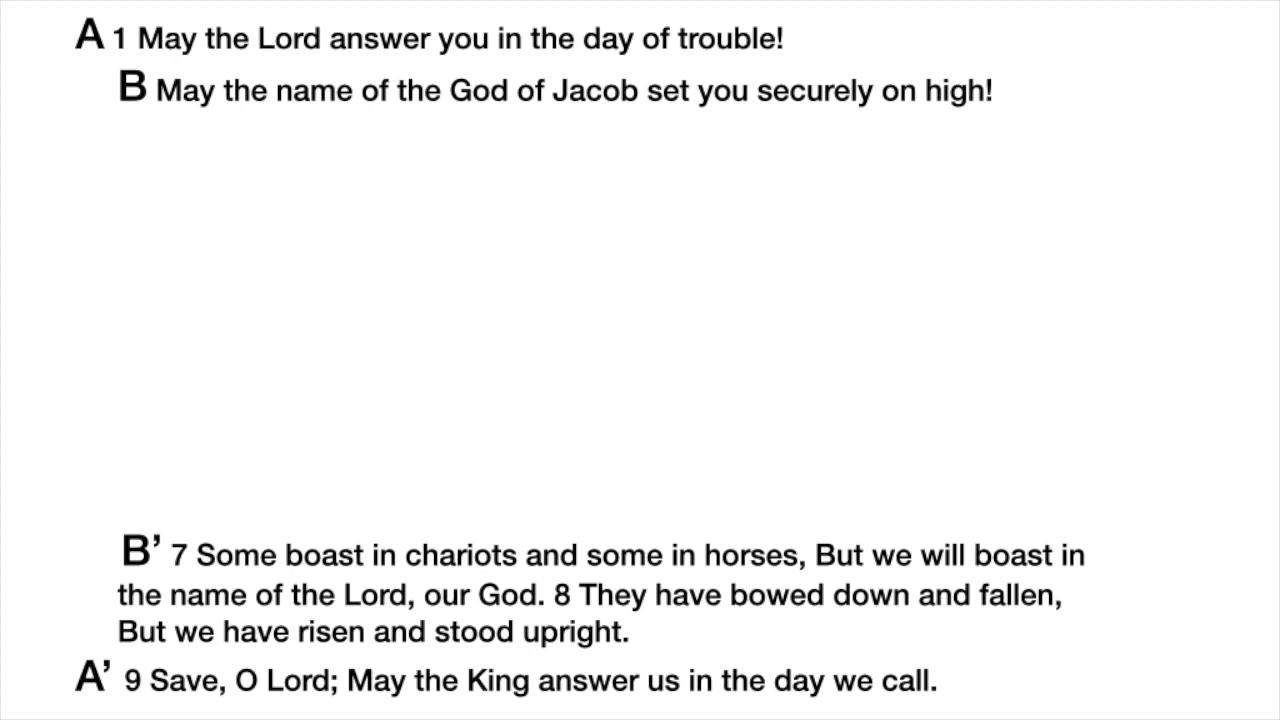 A 1 May the Lord answer you in the day of trouble!
B May the name of the God of Jacob set you securely on high!
B’ 7 Some boast in chariots and some in horses, But we will boast in
the name of the Lord, our God. 8 They have bowed down and fallen,
But we have risen and stood upright.
A’ 9 Save, O Lord; May the King answer us in the day we call.